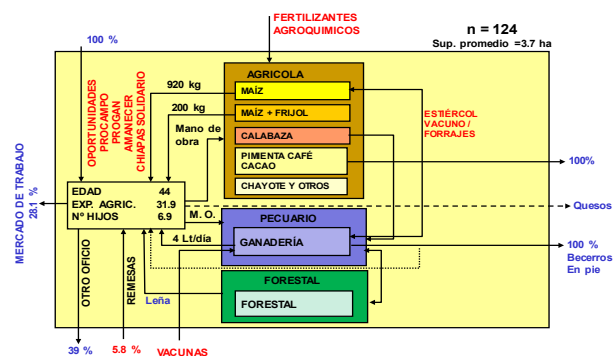 FERTILIZANTES
AGROQUIMICOS
n = 124
Sup. promedio =3.7 ha
100 %
AGRICOLA
920 kg
MAÍZ
200 kg
MAÍZ + FRIJOL
Mano de
obra
CALABAZA
PIMENTA CAFÉ
CACAO
CHAYOTE Y OTROS
ESTIÉRCOL
VACUNO /
FORRAJES
100%
OPORTUNIDADES
PROCAMPO
PROGAN
AMANECER
CHIAPAS SOLIDARIO
MERCADO DE TRABAJO
28.1 %
EDAD 44
EXP. AGRIC. 31.9
Nº HIJOS 6.9
M. O.
Quesos
PECUARIO
4 Lt/día
GANADERÍA
100 %
Becerros
En pie
OTRO OFICIO
REMESAS
Leña
FORESTAL
FORESTAL
39 %
5.8 %
VACUNAS